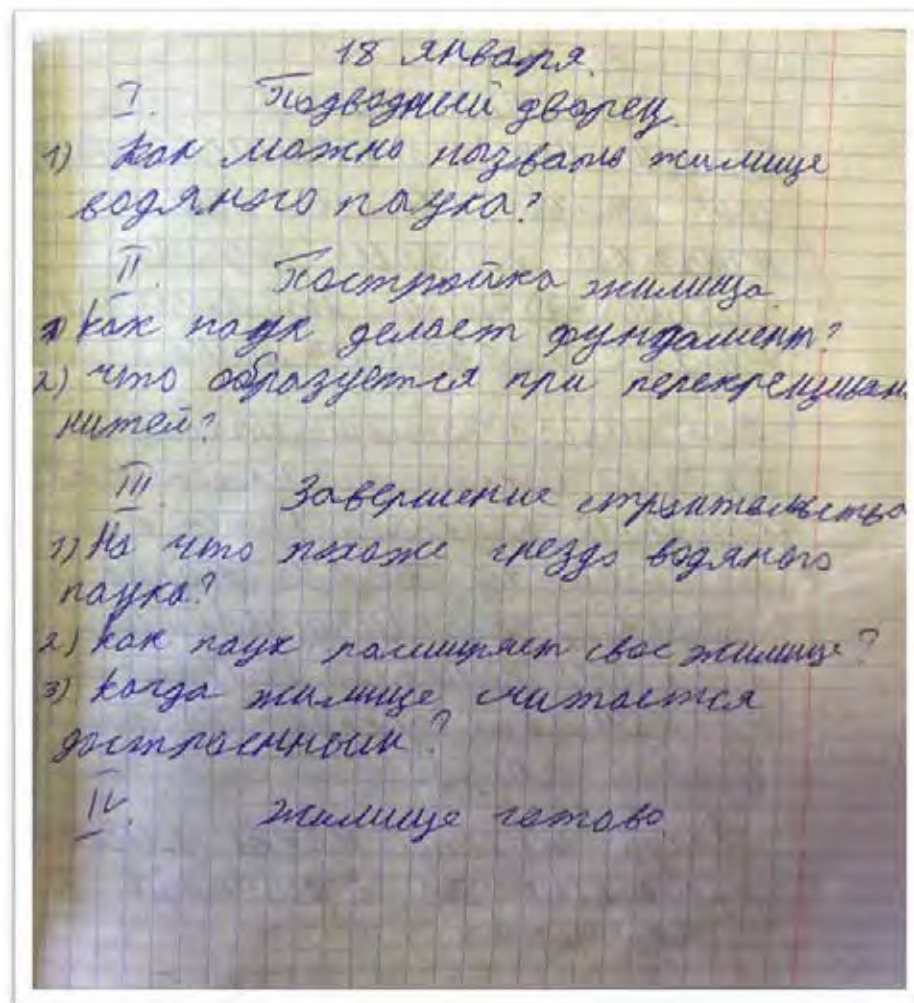 18 января.
I. Подводный дворец.
1) Как можно назвать жилище
водяного паука?
II. Постройка жилища
1) Как паук делает фундамент?
2) что образуется при перекрещиван
нитей?
III. Завершение строительства
1) На что похоже гнездо водяного
паука?
2) как паук расширяет свое жилище?
3) когда жилище считается
достроенным?
IV. Жилище готово